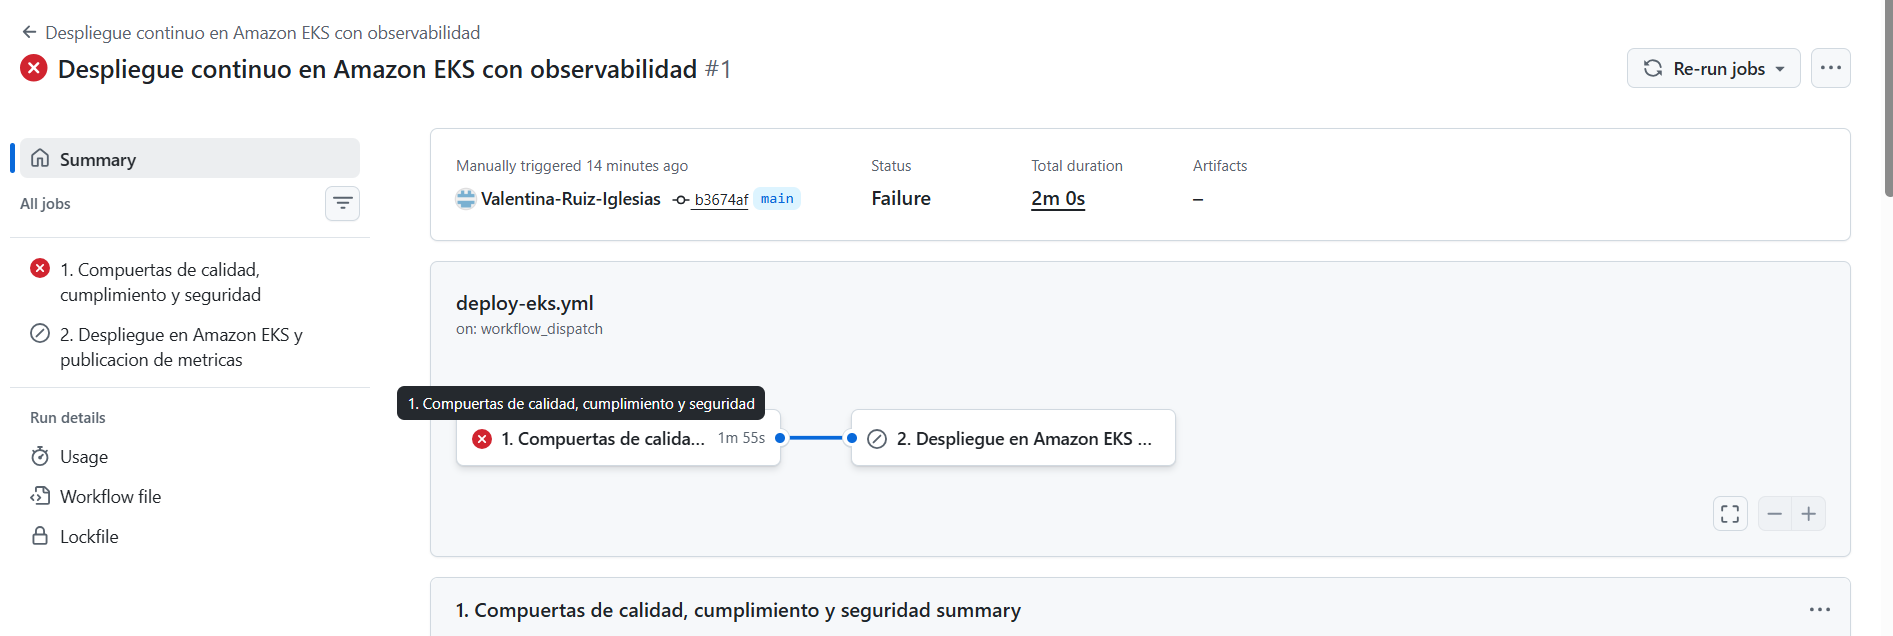 Despliegue continuo en Amazon EKS con observabilidad
Despliegue continuo en Amazon EKS con observabilidad #1
Re-run jobs
Summary
All jobs
1. Compuertas de calidad,
cumplimiento y seguridad
2. Despliegue en Amazon EKS y
publicacion de metricas
Run details
Usage
Workflow file
Lockfile
Manually triggered 14 minutes ago
Valentina-Ruiz-Iglesias b3674af main
Status
Failure
Total duration
2m 0s
Artifacts
–
deploy-eks.yml
on: workflow_dispatch
1. Compuertas de calidad, cumplimiento y seguridad
1. Compuertas de calida... 1m 55s
2. Despliegue en Amazon EKS ...
1. Compuertas de calidad, cumplimiento y seguridad summary